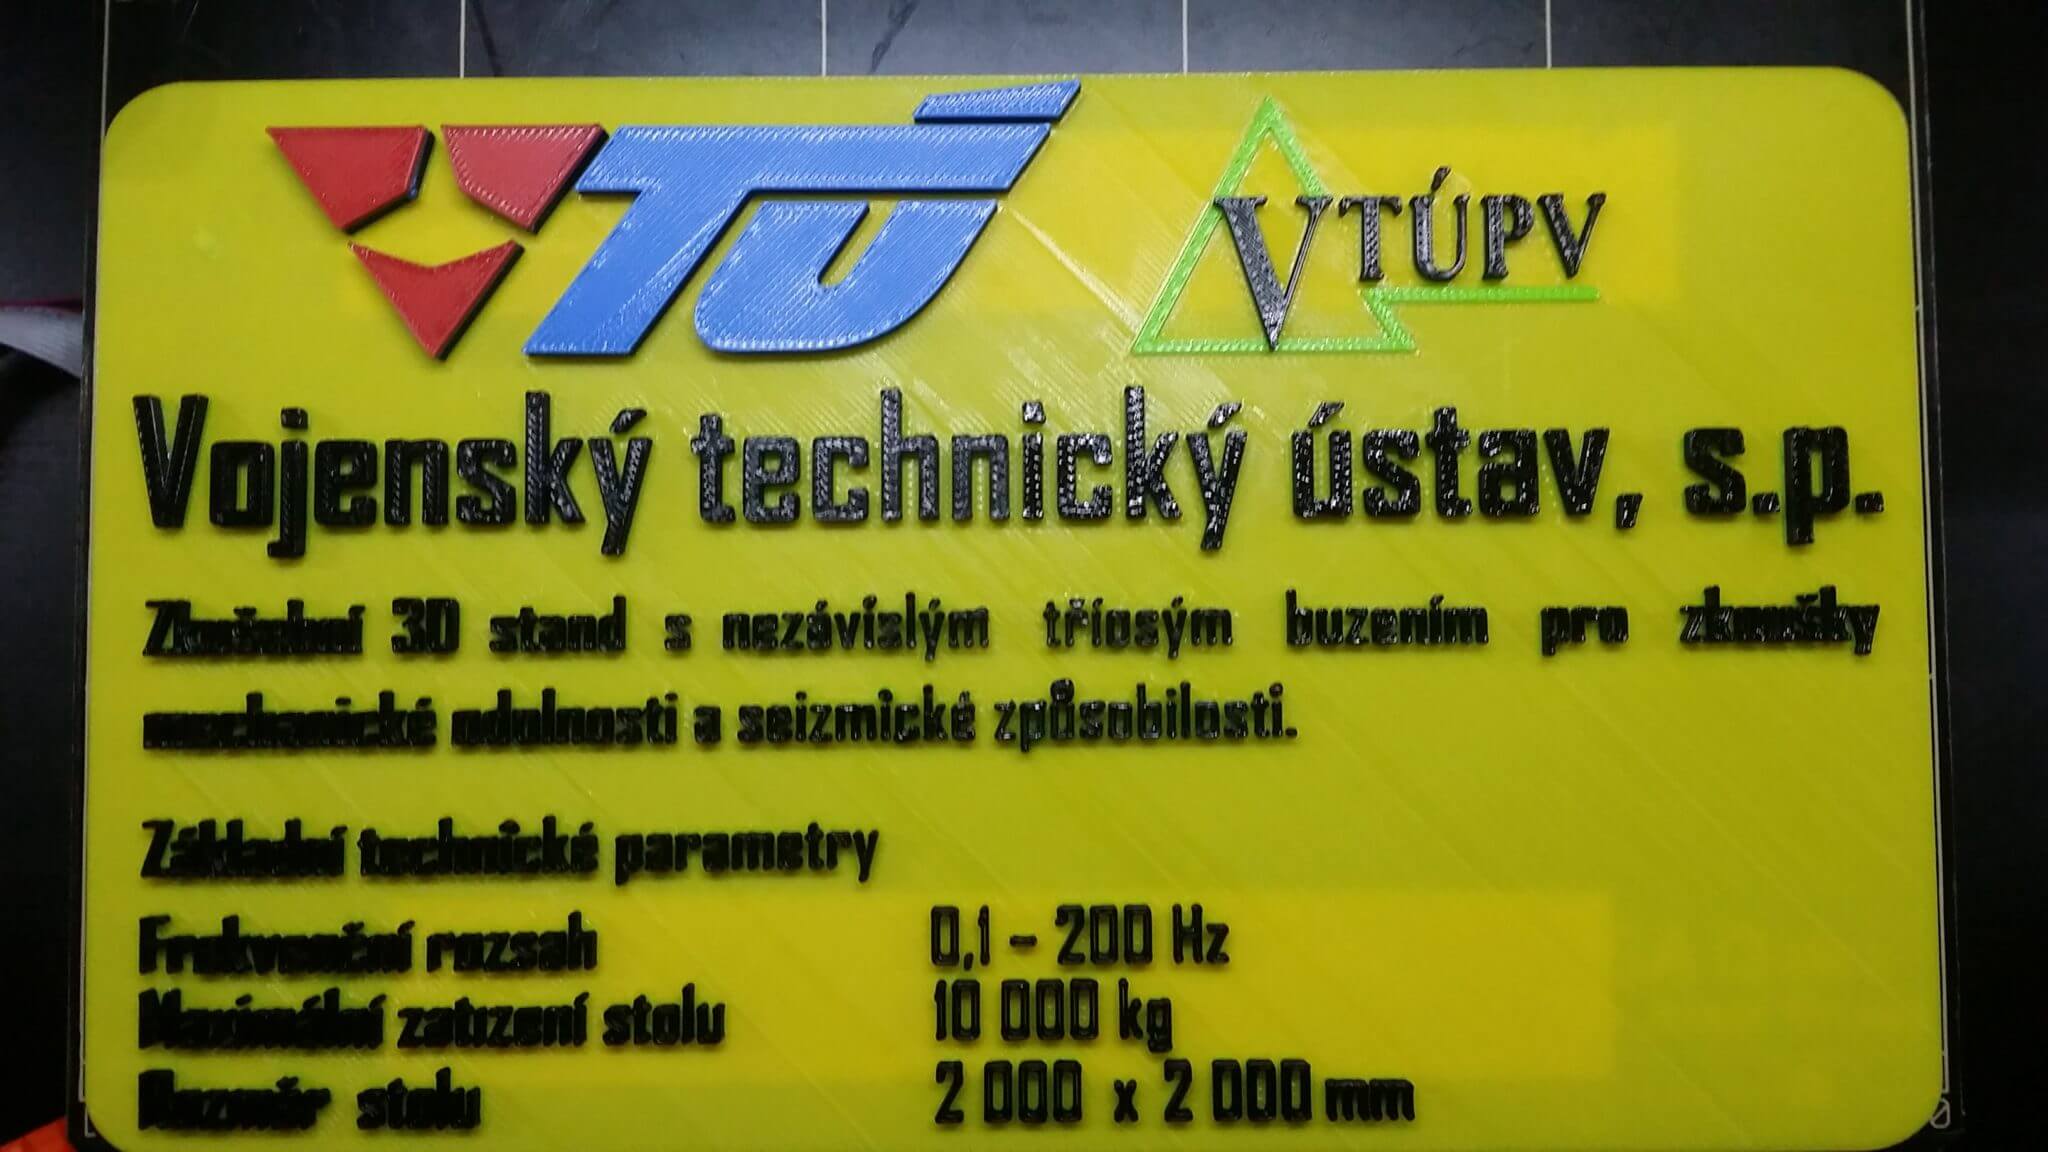 VTÚ
VTÚPV
Vojenský technický ústav, s.p.
Zkušební 3D stand s nezávislým tříosým buzením pro zkoušky
mechanické odolnosti a seizmické způsobilosti.
Základní technické parametry
Frekvenční rozsah 0,1 - 200 Hz
Maximální zatížení stolu 10 000 kg
Rozměr stolu 2 000 x 2 000 mm